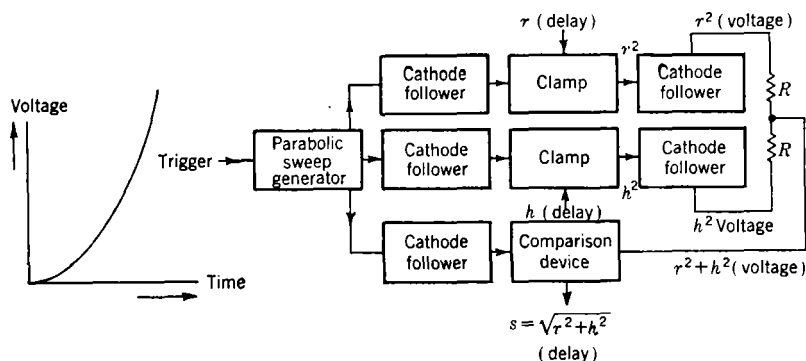 r (delay)
r² (voltage)
Cathode
follower
Clamp
r²
Cathode
follower
R
Voltage
Trigger
Parabolic
sweep
generator
Cathode
follower
Clamp
Cathode
follower
R
h²
h (delay)
h² Voltage
Cathode
follower
Comparison
device
r²+h² (voltage)
Time
s = √r²+h²
(delay)